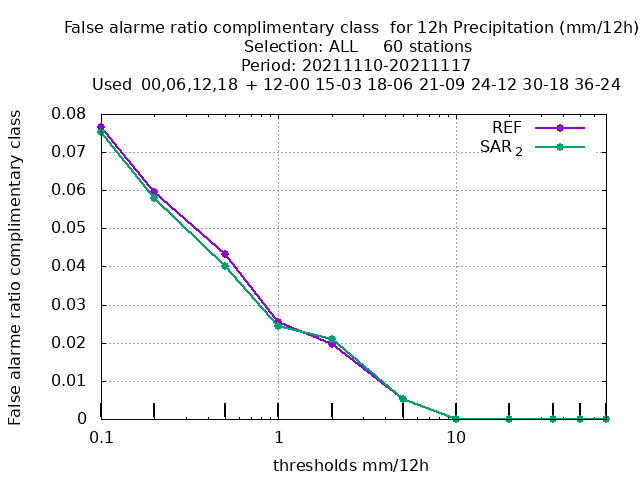 False alarme ratio complimentary class  for 12h Precipitation (mm/12h)
Selection: ALL     60 stations
Period: 20211110-20211117
Used  00,06,12,18  + 12-00 15-03 18-06 21-09 24-12 30-18 36-24
False alarme ratio complimentary class
0.08
0.07
0.06
0.05
0.04
0.03
0.02
0.01
0
0.1
1
10
thresholds mm/12h
REF
SAR 2